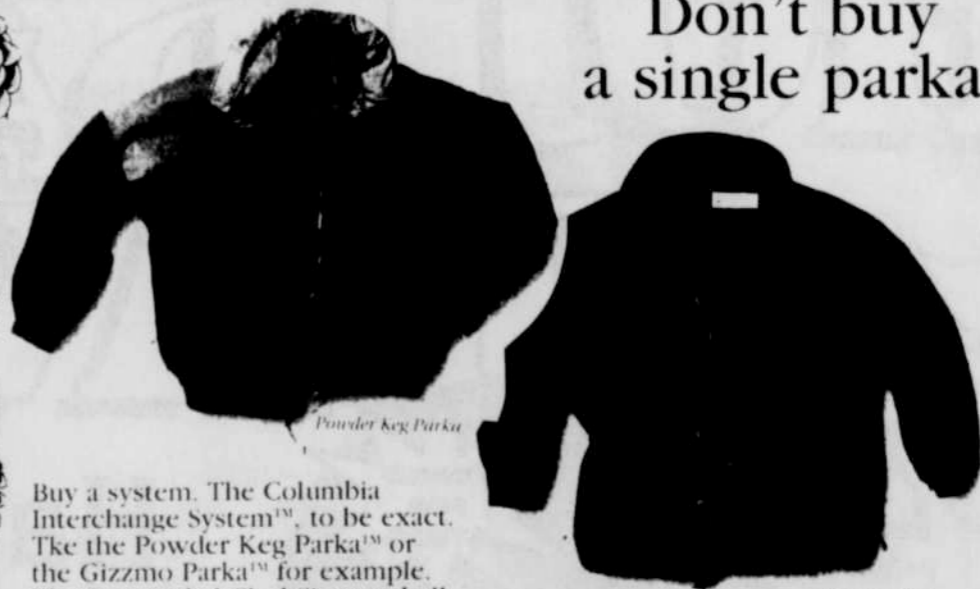 Don't buy
a single parka
Powder Keg Parka
Buy a system. The Columbia
Interchange System™, to be exact.
Tke the Powder Keg Parka™ or
the Gizzmo Parka™ for example.